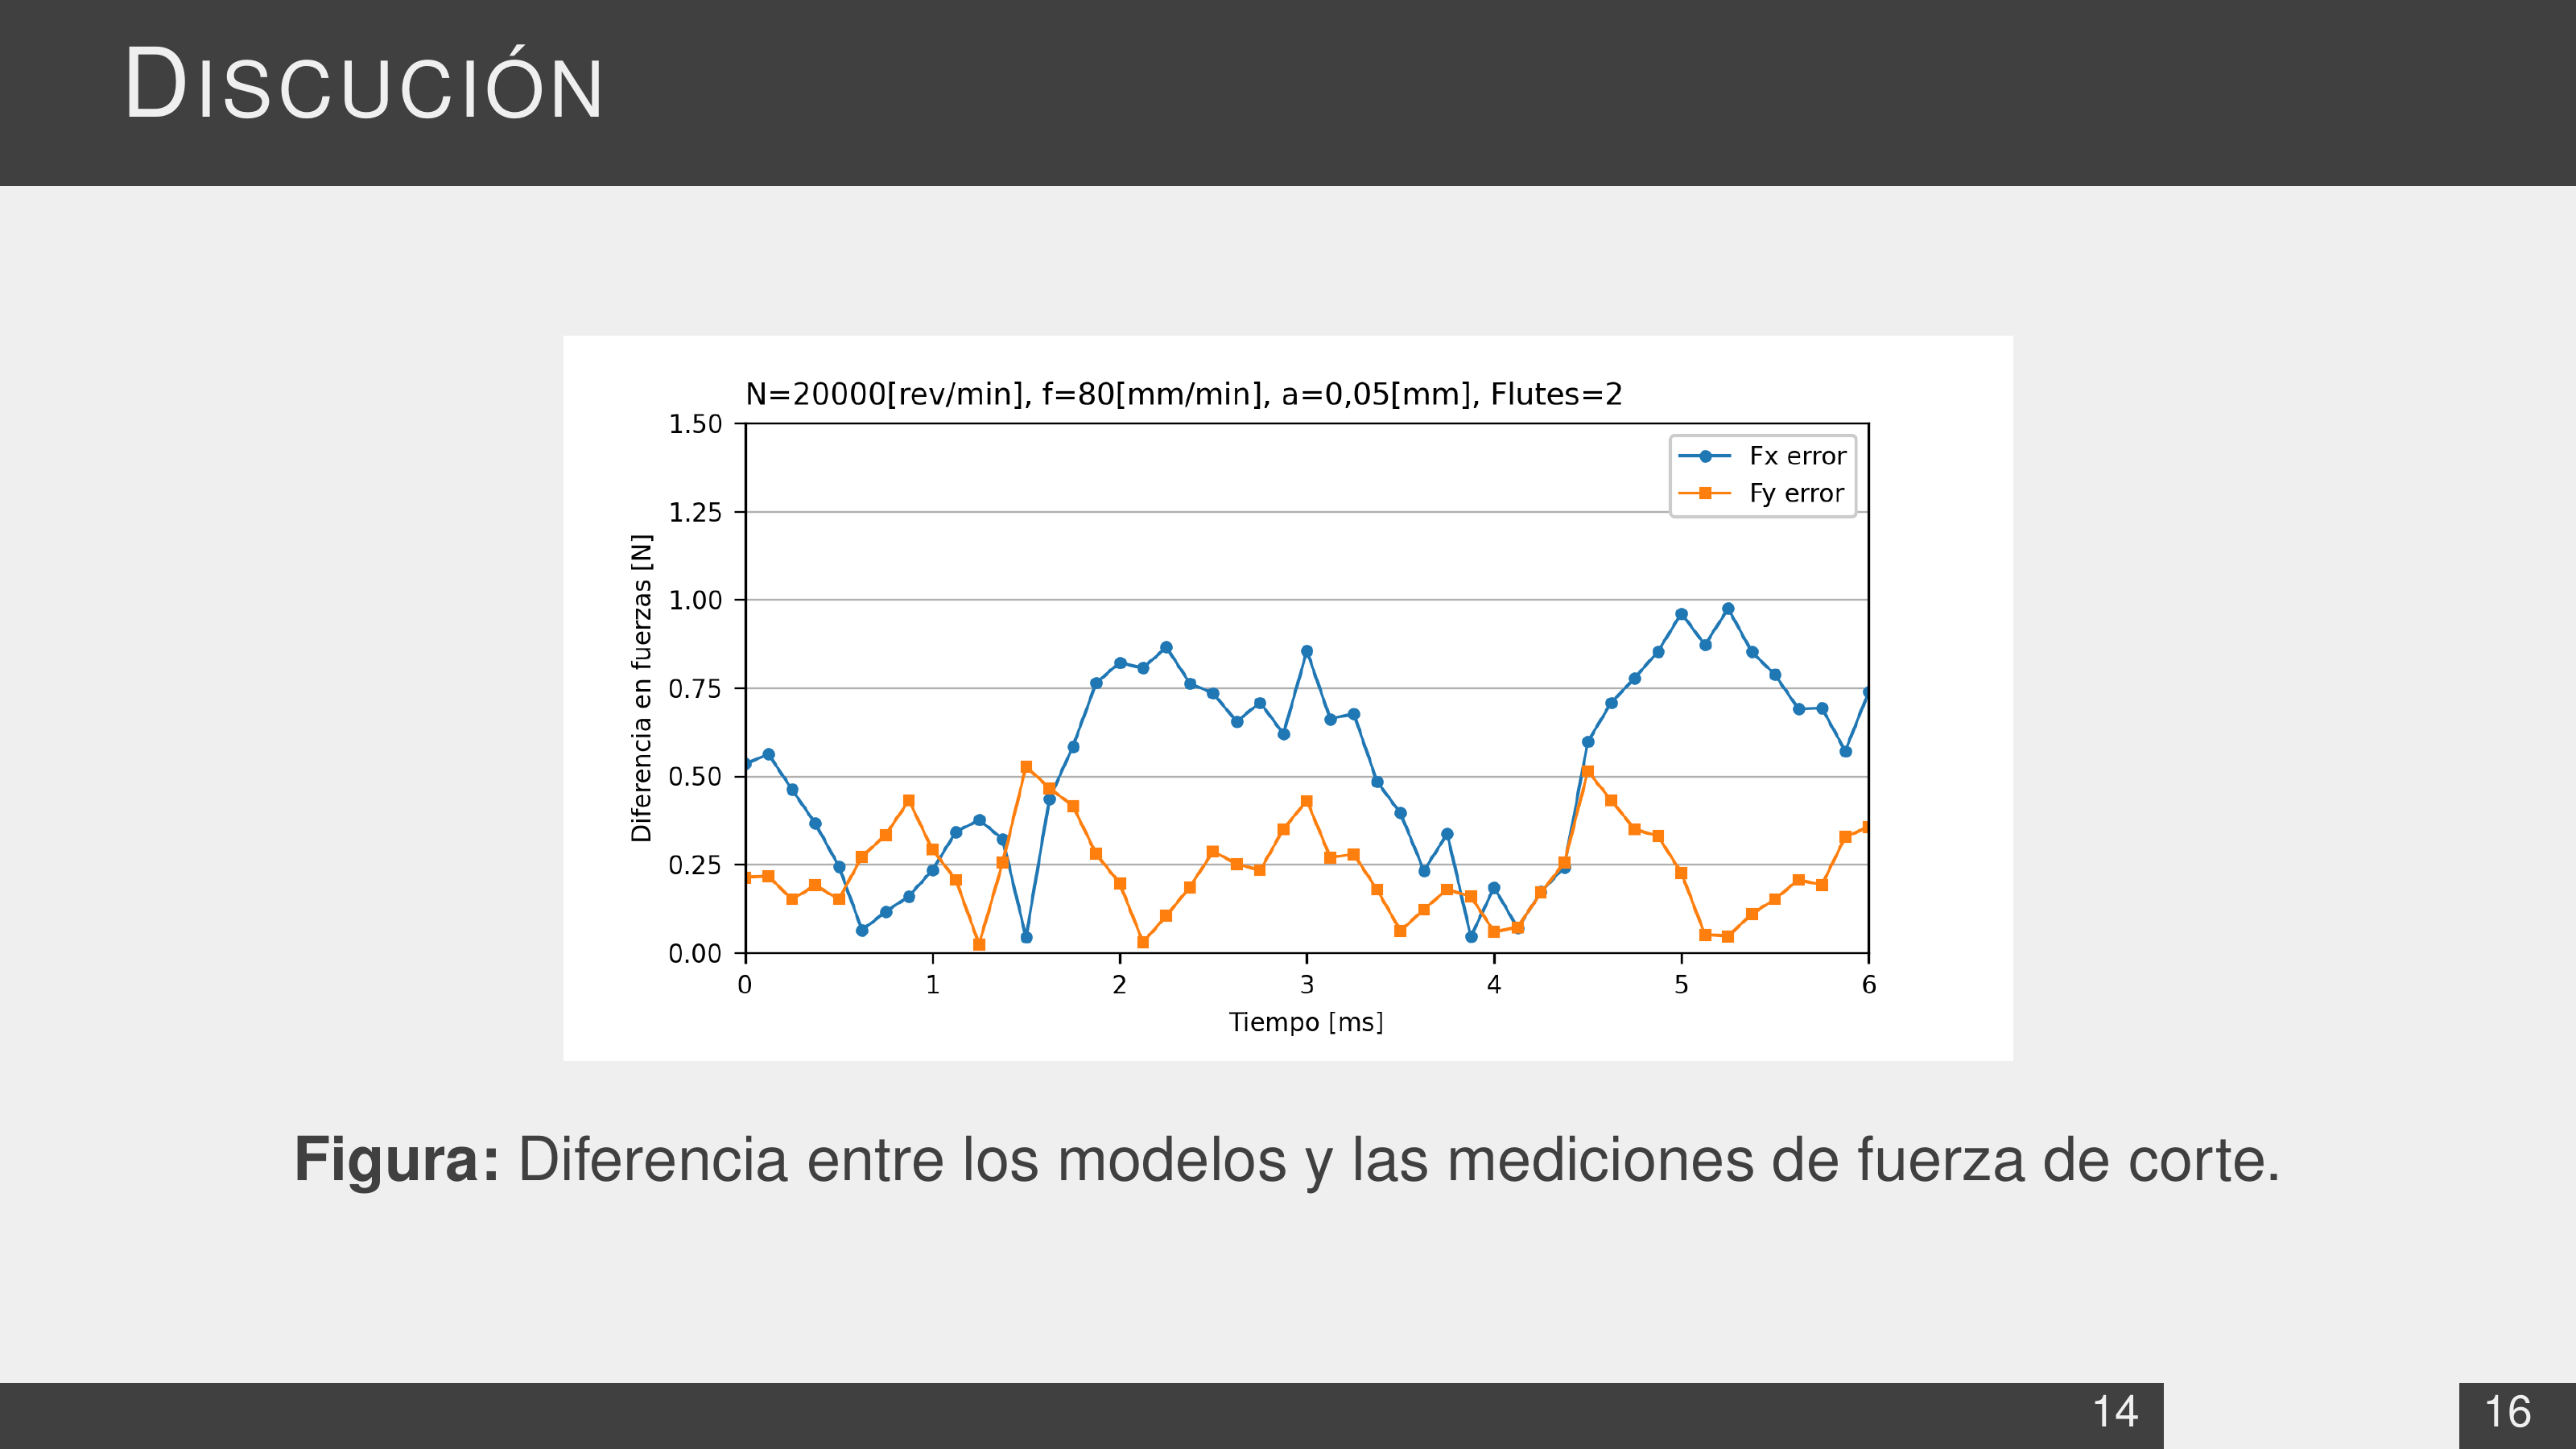 DISCUCIÓN
N=20000[rev/min], f=80[mm/min], a=0,05[mm], Flutes=2
1.50
1.25
1.00
0.75
0.50
0.25
0.00
Diferencia en fuerzas [N]
Fx error
Fy error
0 1 2 3 4 5 6
Tiempo [ms]
Figura: Diferencia entre los modelos y las mediciones de fuerza de corte.
14 16